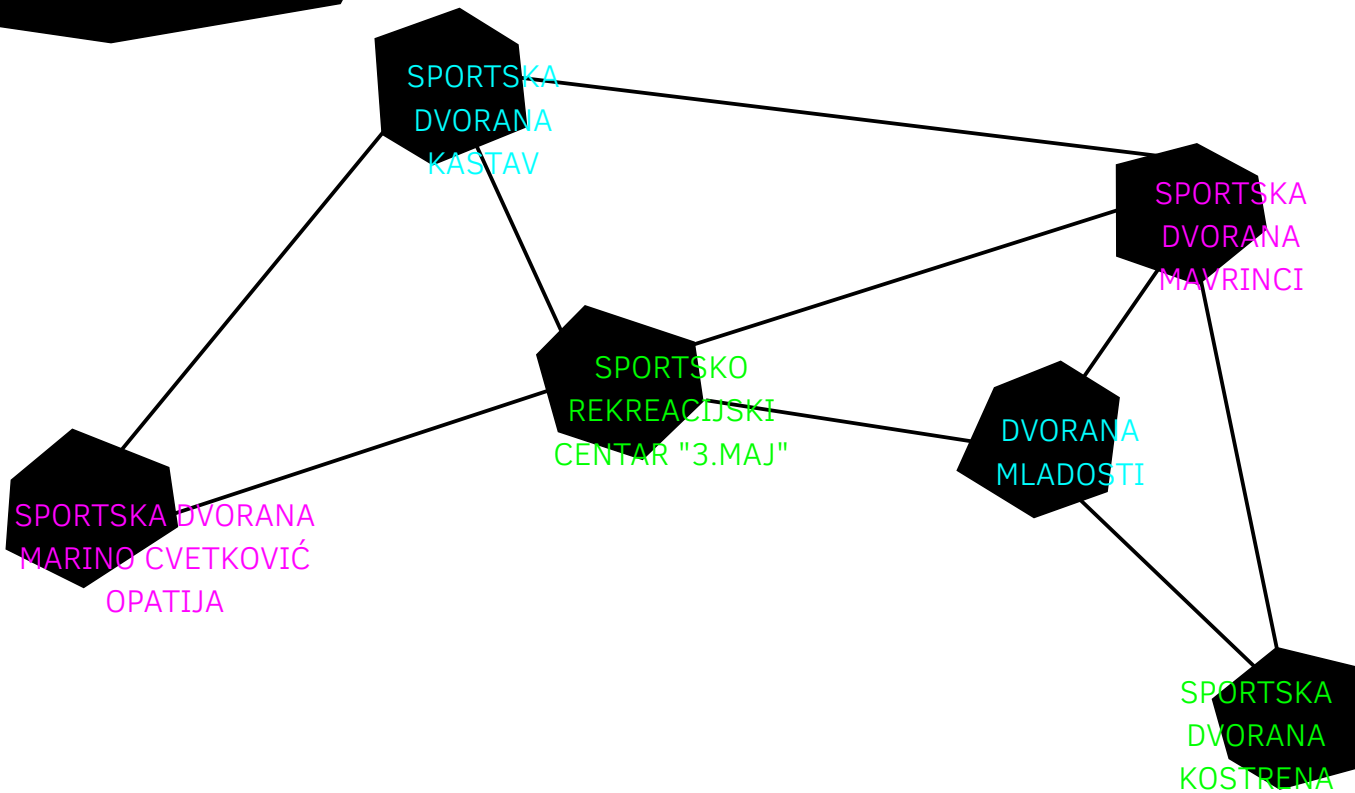 SPORTSKA
DVORANA
KASTAV
SPORTSKA
DVORANA
MAVRINCI
SPORTSKO
REKREACIJSKI
CENTAR "3.MAJ"
DVORANA
MLADOSTI
SPORTSKA DVORANA
MARINO CVETKOVIĆ
OPATIJA
SPORTSKA
DVORANA
KOSTRENA